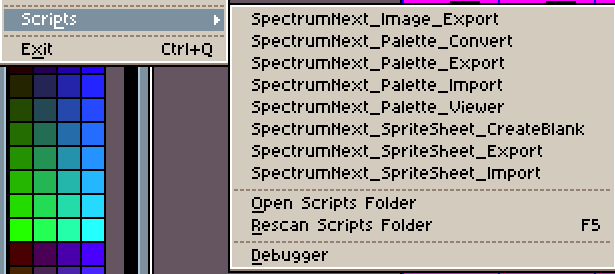 Scripts
Exit Ctrl+Q
SpectrumNext_Image_Export
SpectrumNext_Palette_Convert
SpectrumNext_Palette_Export
SpectrumNext_Palette_Import
SpectrumNext_Palette_Viewer
SpectrumNext_SpriteSheet_CreateBlank
SpectrumNext_SpriteSheet_Export
SpectrumNext_SpriteSheet_Import
Open Scripts Folder
Rescan Scripts Folder F5
Debugger